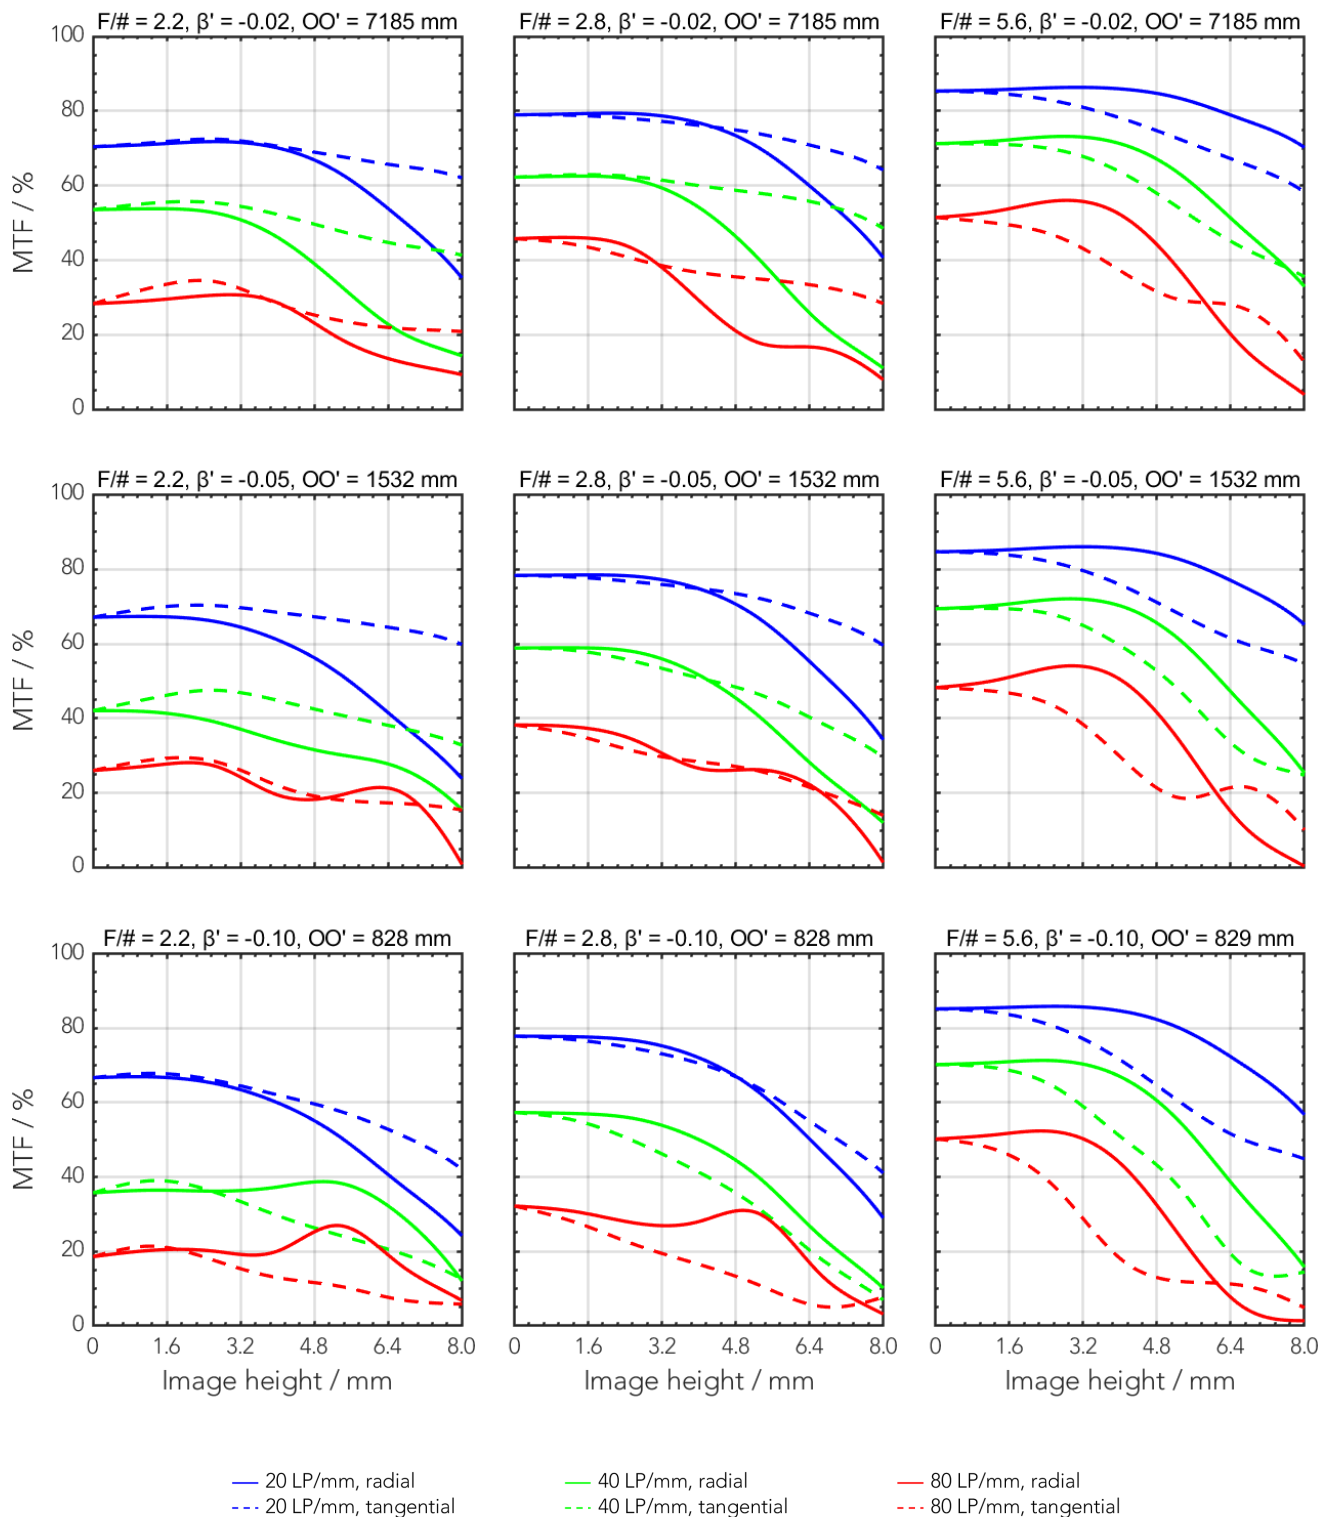 F/# = 2.2, β' = -0.02, OO' = 7185 mm
F/# = 2.8, β' = -0.02, OO' = 7185 mm
F/# = 5.6, β' = -0.02, OO' = 7185 mm
100
80
60
40
20
0
MTF / %
F/# = 2.2, β' = -0.05, OO' = 1532 mm
F/# = 2.8, β' = -0.05, OO' = 1532 mm
F/# = 5.6, β' = -0.05, OO' = 1532 mm
100
80
60
40
20
0
MTF / %
F/# = 2.2, β' = -0.10, OO' = 828 mm
F/# = 2.8, β' = -0.10, OO' = 828 mm
F/# = 5.6, β' = -0.10, OO' = 829 mm
100
80
60
40
20
0
MTF / %
0 1.6 3.2 4.8 6.4 8.0
0 1.6 3.2 4.8 6.4 8.0
0 1.6 3.2 4.8 6.4 8.0
Image height / mm
Image height / mm
Image height / mm
20 LP/mm, radial
20 LP/mm, tangential
40 LP/mm, radial
40 LP/mm, tangential
80 LP/mm, radial
80 LP/mm, tangential